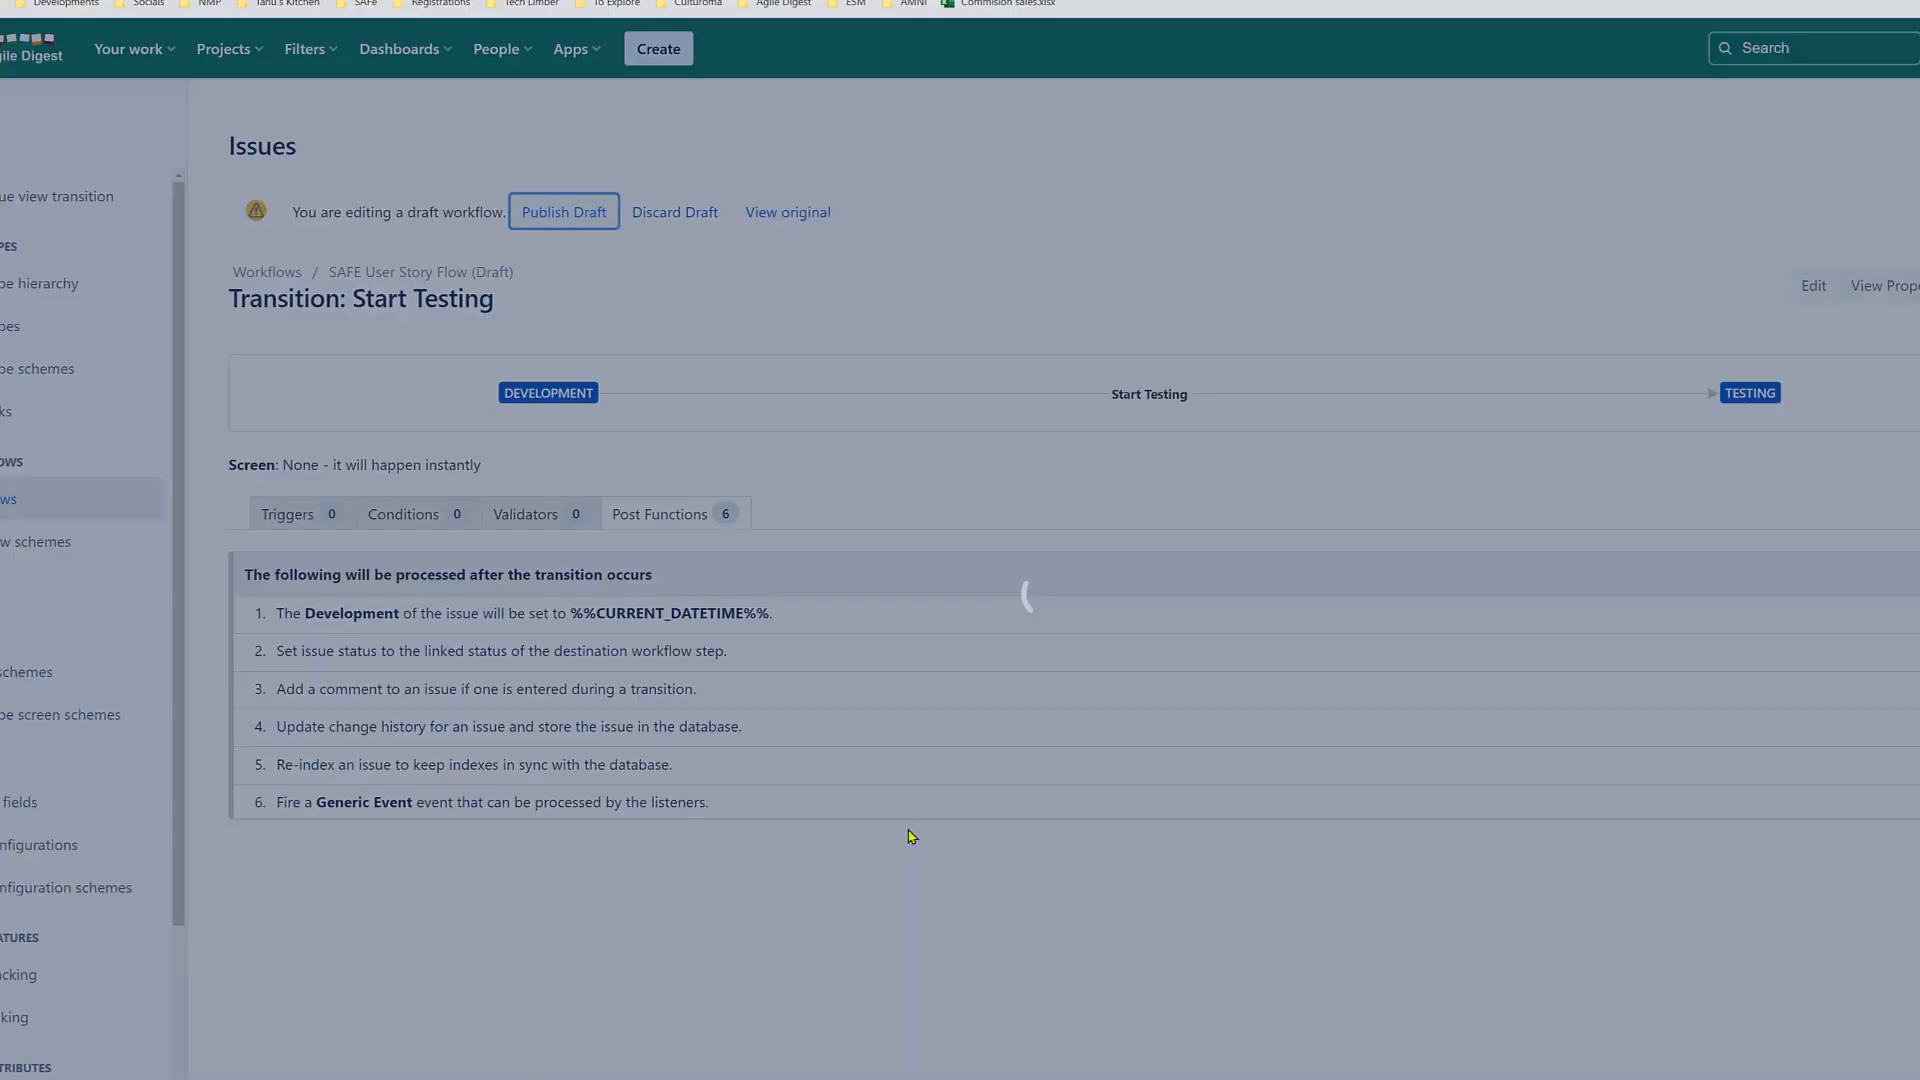 Developments Socials NMP Tanu's Kitchen SAFe Registrations Tech Limber To Explore Culturoma Agile Digest ESM AMNI Commision sales.xlsx
gile Digest Your work Projects Filters Dashboards People Apps Create Search
Issues
ue view transition
You are editing a draft workflow. Publish Draft Discard Draft View original
PES
Workflows / SAFE User Story Flow (Draft)
pe hierarchy
Edit View Prope
Transition: Start Testing
pes
pe schemes
DEVELOPMENT Start Testing TESTING
ks
OWS
Screen: None - it will happen instantly
ws
Triggers 0 Conditions 0 Validators 0 Post Functions 6
w schemes
The following will be processed after the transition occurs
1. The Development of the issue will be set to %%CURRENT_DATETIME%%.
2. Set issue status to the linked status of the destination workflow step.
schemes
3. Add a comment to an issue if one is entered during a transition.
pe screen schemes
4. Update change history for an issue and store the issue in the database.
5. Re-index an issue to keep indexes in sync with the database.
fields
6. Fire a Generic Event event that can be processed by the listeners.
nfigurations
nfiguration schemes
ATURES
acking
king
TRIBUTES